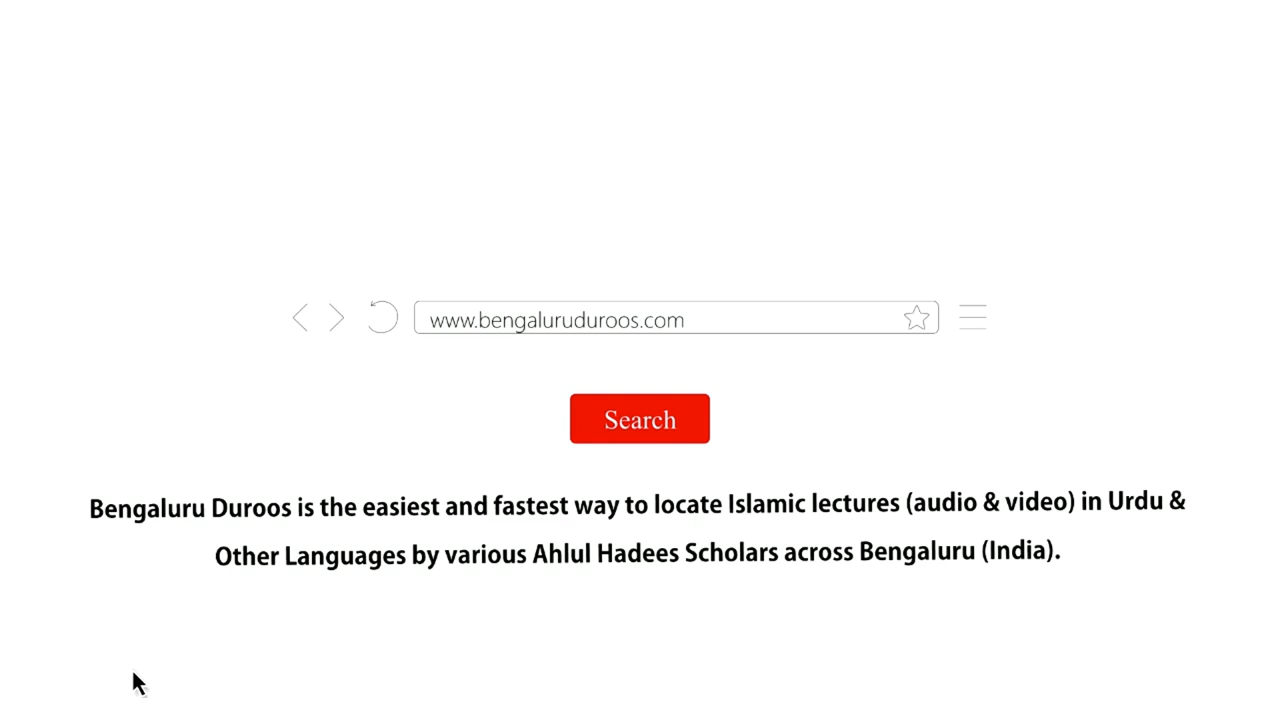 www.bengaluruduroos.com
Search
Bengaluru Duroos is the easiest and fastest way to locate Islamic lectures (audio & video) in Urdu &
Other Languages by various Ahlul Hadees Scholars across Bengaluru (India).